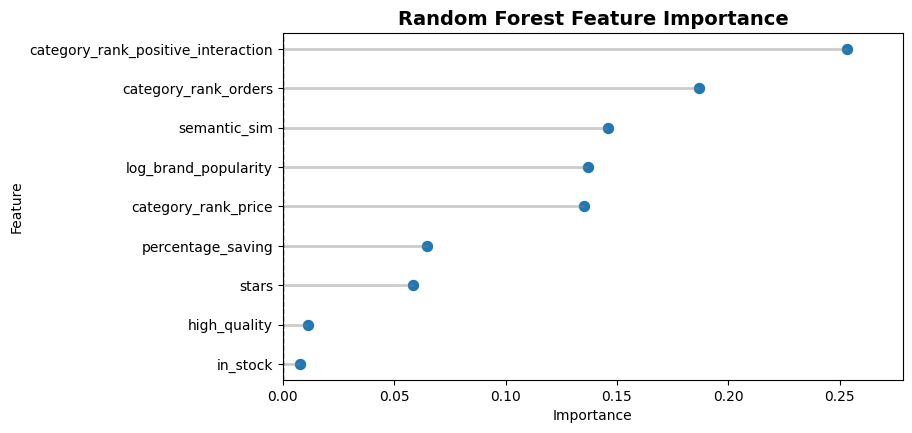 Random Forest Feature Importance
category_rank_positive_interaction
category_rank_orders
semantic_sim
log_brand_popularity
category_rank_price
percentage_saving
stars
high_quality
in_stock
Feature
0.00 0.05 0.10 0.15 0.20 0.25
Importance